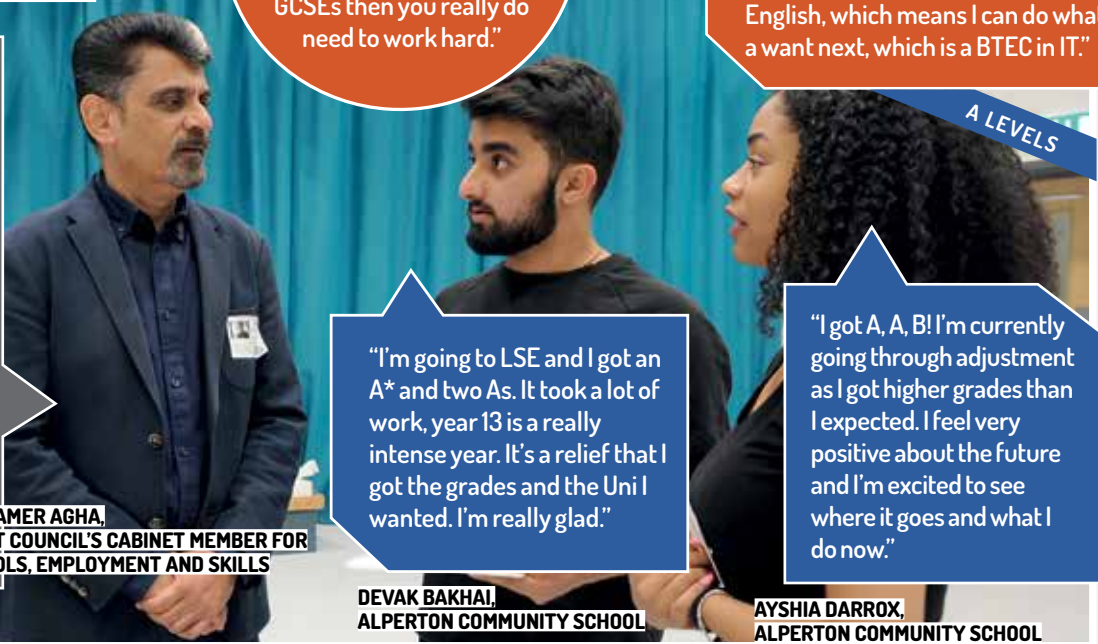 GCSEs then you really do
need to work hard.”
English, which means I can do what
a want next, which is a BTEC in IT.”
A LEVELS
“I’m going to LSE and I got an
A* and two As. It took a lot of
work, year 13 is a really
intense year. It’s a relief that I
got the grades and the Uni I
wanted. I’m really glad.”
“I got A, A, B! I’m currently
going through adjustment
as I got higher grades than
I expected. I feel very
positive about the future
and I’m excited to see
where it goes and what I
do now.”
AMER AGHA,
COUNCIL’S CABINET MEMBER FOR
EMPLOYMENT AND SKILLS
DEVAK BAKHAI,
ALPERTON COMMUNITY SCHOOL
AYSHIA DARROX,
ALPERTON COMMUNITY SCHOOL